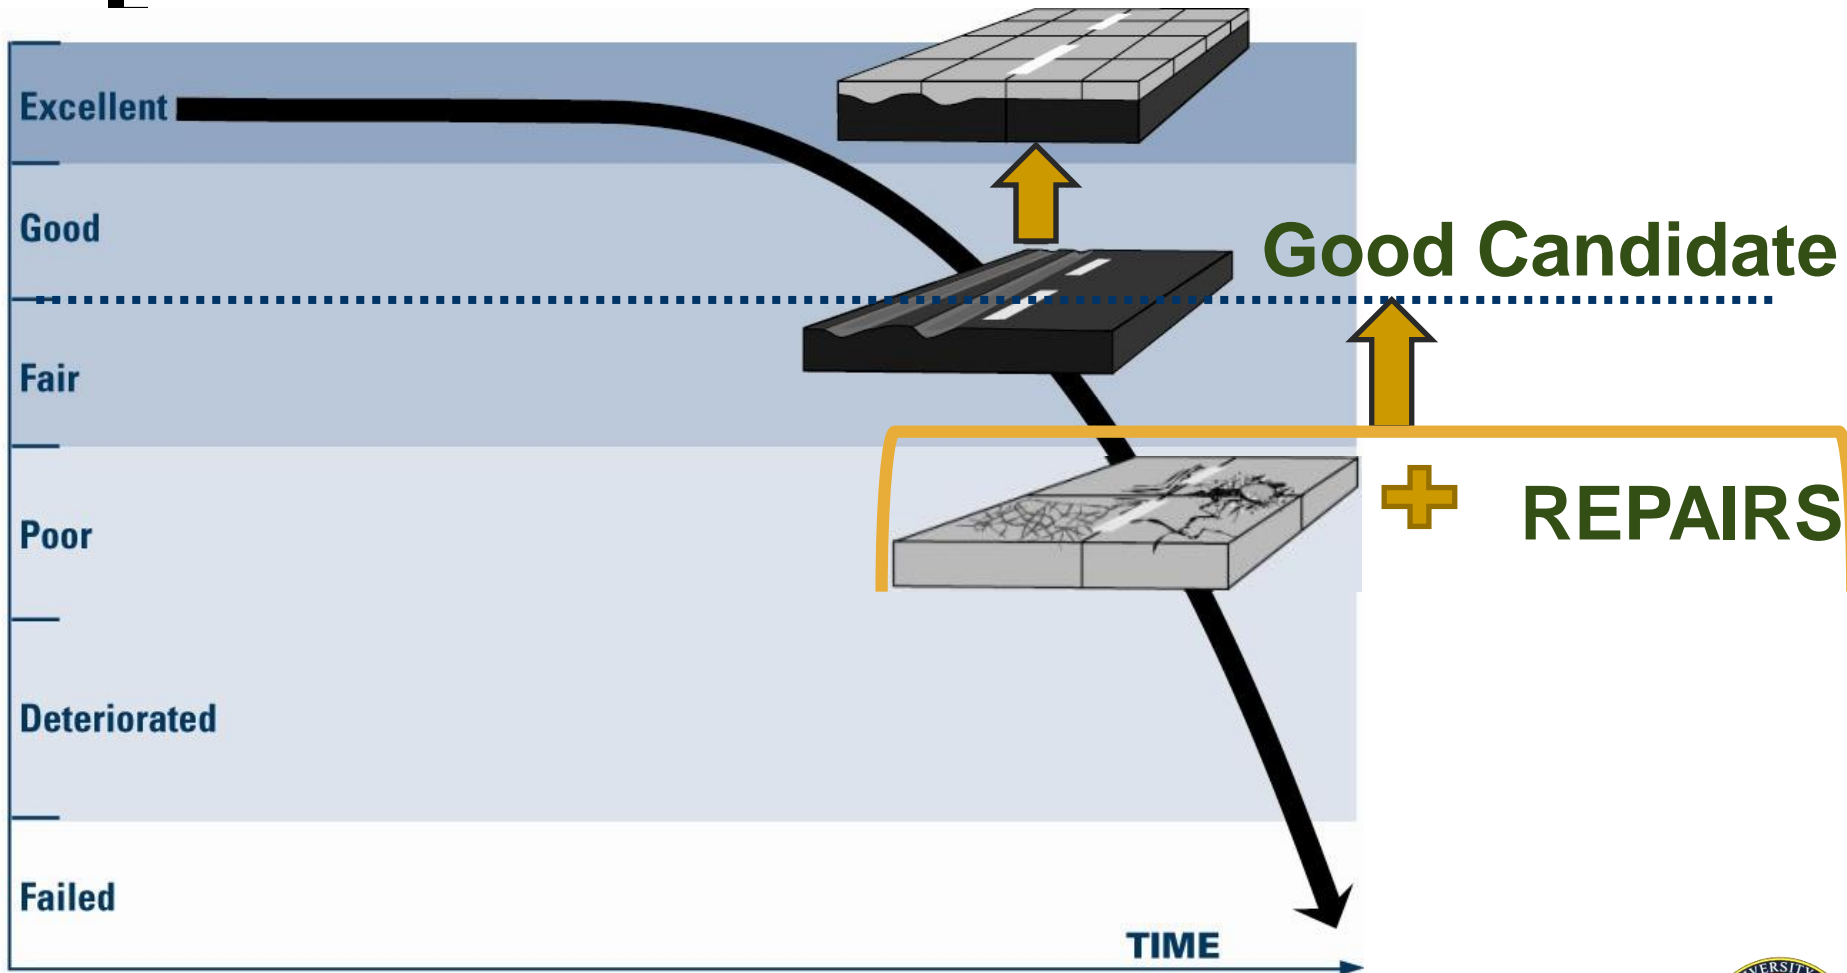 Excellent
Good
Good Candidate
Fair
Poor
REPAIRS
Deteriorated
Failed
TIME